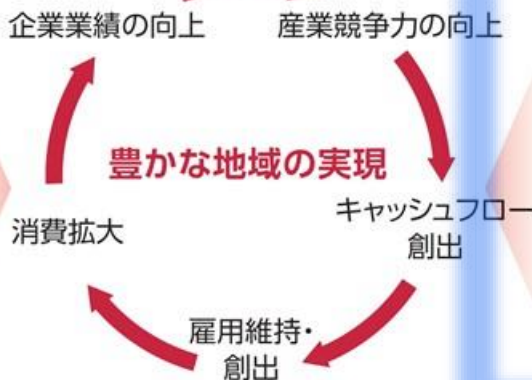 企業業績の向上
産業競争力の向上
豊かな地域の実現
消費拡大
キャッシュフロー
創出
雇用維持・
創出